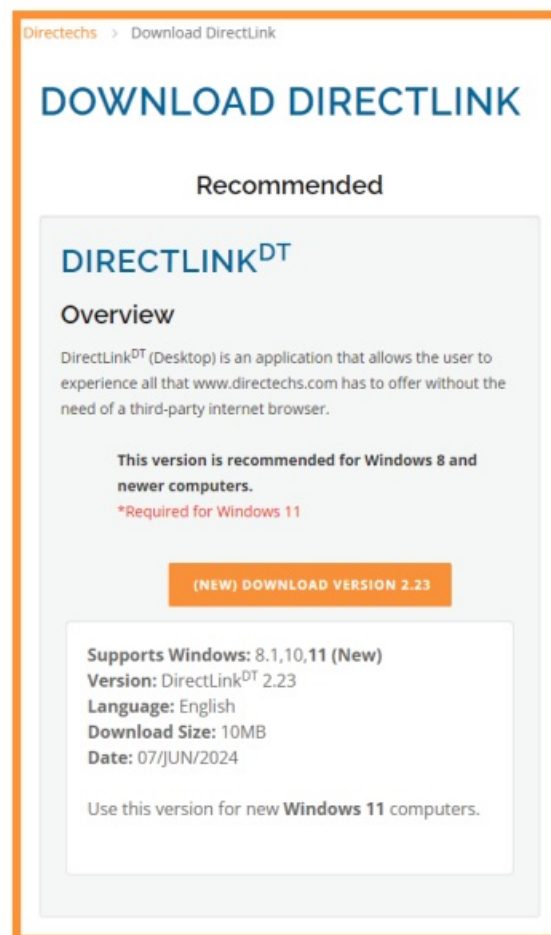 Directechs > Download DirectLink
DOWNLOAD DIRECTLINK
Recommended
DIRECTLINKDT
Overview
DirectLinkDT (Desktop) is an application that allows the user to
experience all that www.directechs.com has to offer without the
need of a third-party internet browser.
This version is recommended for Windows 8 and
newer computers.
*Required for Windows 11
(NEW) DOWNLOAD VERSION 2.23
Supports Windows: 8.1,10,11 (New)
Version: DirectLinkDT 2.23
Language: English
Download Size: 10MB
Date: 07/JUN/2024
Use this version for new Windows 11 computers.